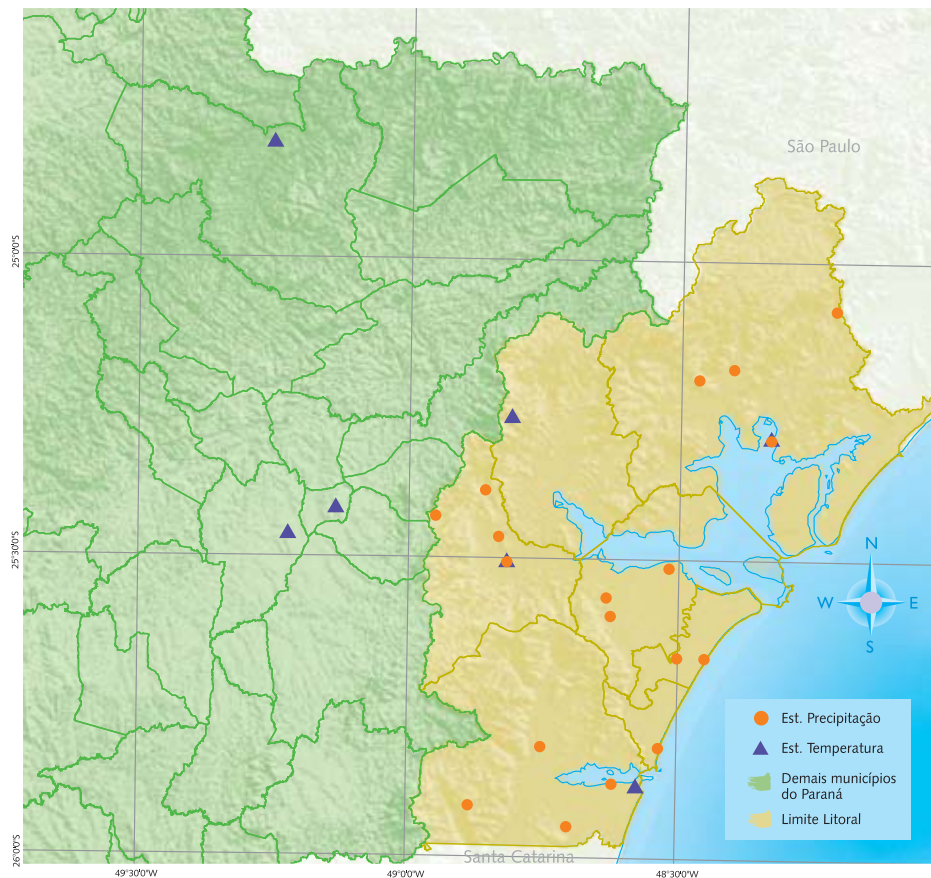 São Paulo
25°0'0"S
25°30'0"S
N
W
E
S
Est. Precipitação
Est. Temperatura
Demais municípios
do Paraná
Limite Litoral
26°0'0"S
Santa Catarina
49°30'0"W
49°0'0"W
48°30'0"W